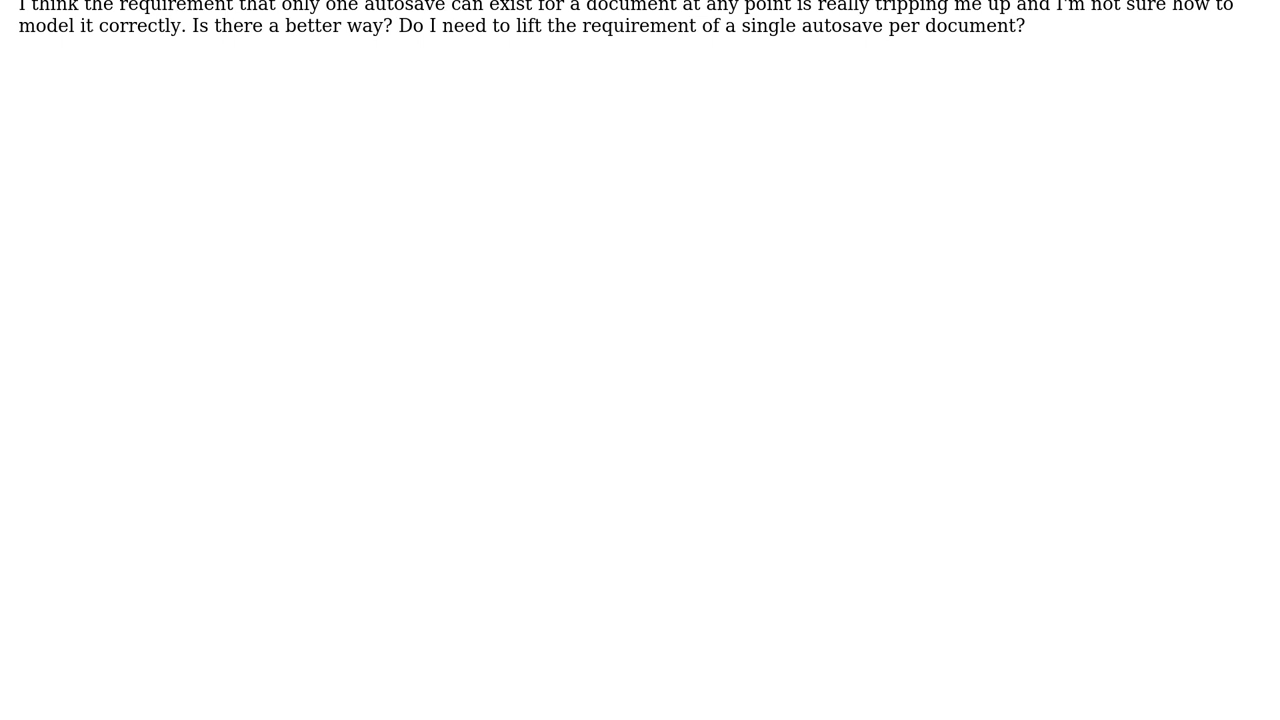 I think the requirement that only one autosave can exist for a document at any point is really tripping me up and I'm not sure how to
model it correctly. Is there a better way? Do I need to lift the requirement of a single autosave per document?